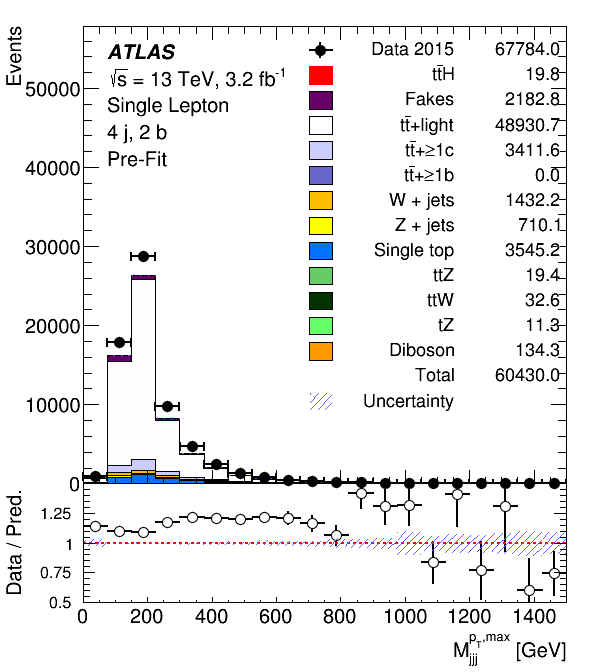 Events
50000
40000
30000
20000
10000
0
ATLAS
√s = 13 TeV, 3.2 fb⁻¹
Single Lepton
4 j, 2 b
Pre-Fit
Data 2015 67784.0
tt̄H 19.8
Fakes 2182.8
tt̄+light 48930.7
tt̄+≥1c 3411.6
tt̄+≥1b 0.0
W + jets 1432.2
Z + jets 710.1
Single top 3545.2
ttZ 19.4
ttW 32.6
tZ 11.3
Diboson 134.3
Total 60430.0
Uncertainty
Data / Pred.
1.25
1
0.75
0.5
0 200 400 600 800 1000 1200 1400
M_jjj^{p_T,max} [GeV]